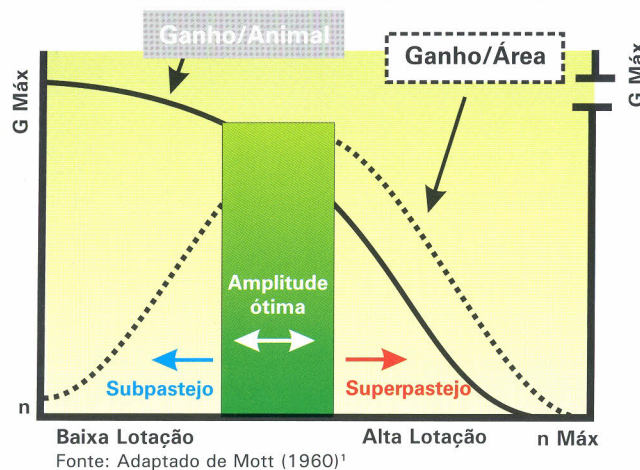 Ganho/Animal
Ganho/Área
G Máx
G Máx
Amplitude
ótima
Subpastejo
Superpastejo
n
Baixa Lotação
Alta Lotação
n Máx
Fonte: Adaptado de Mott (1960)¹